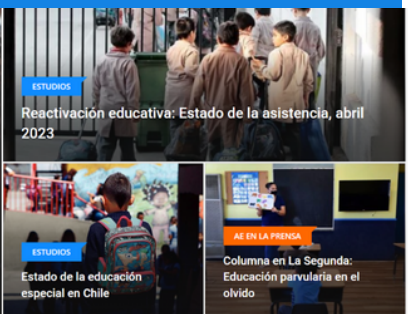 ESTUDIOS
Reactivación educativa: Estado de la asistencia, abril
2023
ESTUDIOS
Estado de la educación
especial en Chile
AE EN LA PRENSA
Columna en La Segunda:
Educación parvularia en el
olvido